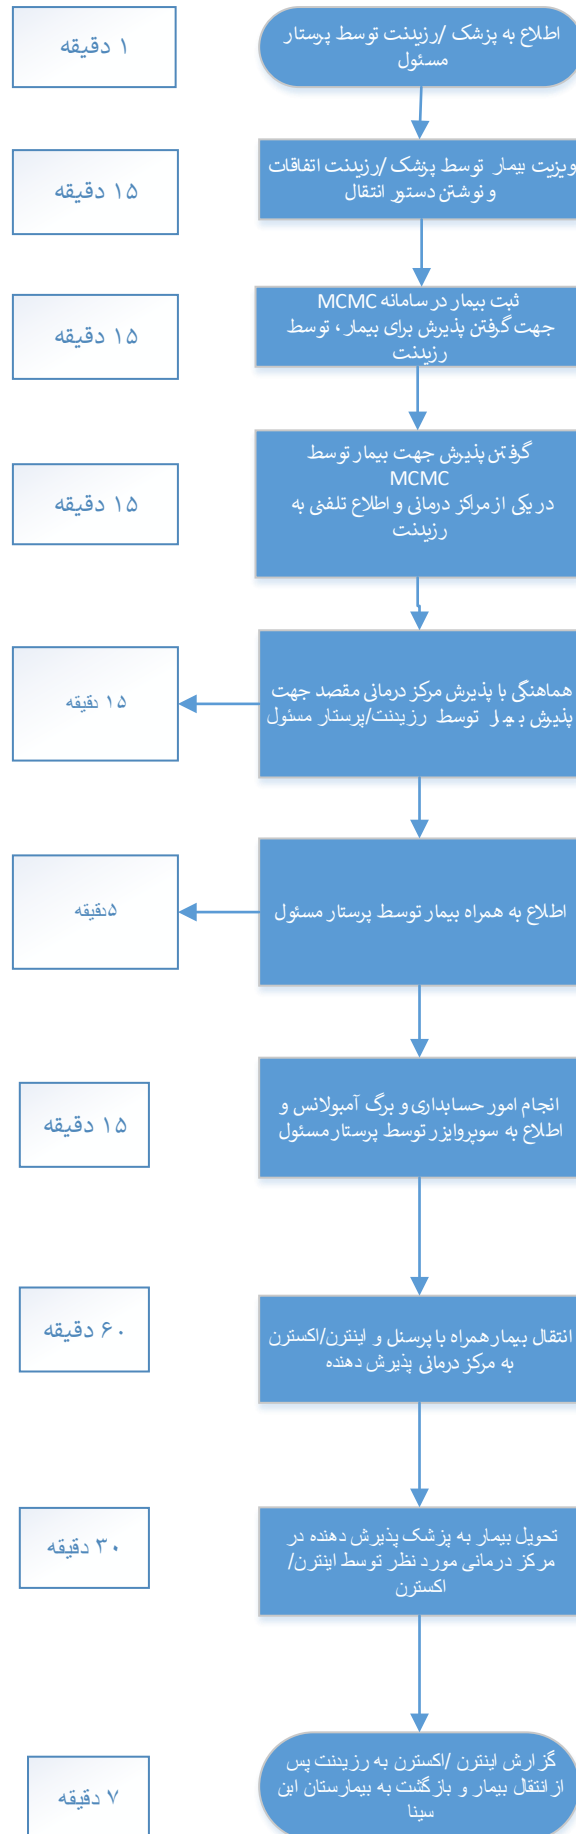 اطلاع به پزشک /رزیدنت توسط پرستار
مسئول
۱ دقیقه
ویزیت بیمار توسط پزشک /رزیدنت اتفاقات
و نوشتن دستور انتقال
۱۵ دقیقه
ثبت بیمار در سامانه MCMC
جهت گرفتن پذیرش برای بیمار ، توسط
رزیدنت
۱۵ دقیقه
گرفتن پذیرش جهت بیمار توسط
MCMC
در یکی از مراکز درمانی و اطلاع تلفنی به
رزیدنت
۱۵ دقیقه
هماهنگی با پذیرش مرکز درمانی مقصد جهت
پذیرش بیمار توسط رزیدنت/پرستار مسئول
۱۵ دقیقه
اطلاع به همراه بیمار توسط پرستار مسئول
۵دقیقه
انجام امور حسابداری و برگ آمبولانس و
اطلاع به سوپروایزر توسط پرستار مسئول
۱۵ دقیقه
انتقال بیمار همراه با پرسنل و اینترن/اکسترن
به مرکز درمانی پذیرش دهنده
۶۰ دقیقه
تحویل بیمار به پزشک پذیرش دهنده در
مرکز درمانی مورد نظر توسط اینترن/
اکسترن
۳۰ دقیقه
گزارش اینترن /اکسترن به رزیدنت پس
از انتقال بیمار و بازگشت به بیمارستان ابن
سینا
۷ دقیقه